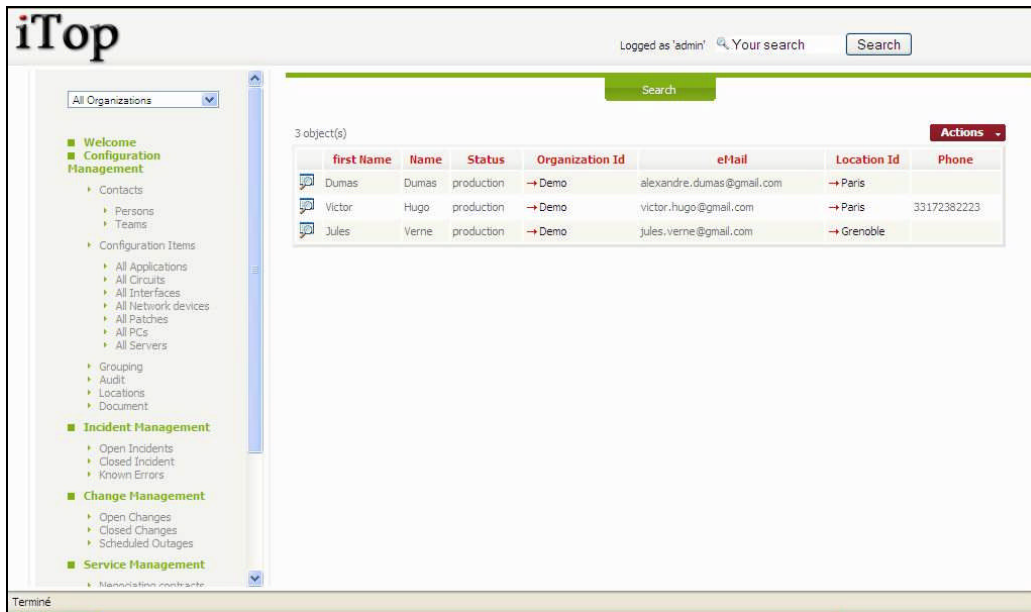 iTop
Logged as 'admin' Your search Search
All Organizations
Welcome
Configuration
Management
Contacts
Persons
Teams
Configuration Items
All Applications
All Circuits
All Interfaces
All Network devices
All Patches
All PCs
All Servers
Grouping
Audit
Locations
Document
Incident Management
Open Incidents
Closed Incident
Known Errors
Change Management
Open Changes
Closed Changes
Scheduled Outages
Service Management
Negociating contracts
Search
3 object(s) Actions
first Name Name Status Organization Id eMail Location Id Phone
Dumas Dumas production → Demo alexandre.dumas@gmail.com → Paris
Victor Hugo production → Demo victor.hugo@gmail.com → Paris 33172382223
Jules Verne production → Demo jules.verne@gmail.com → Grenoble
Terminé